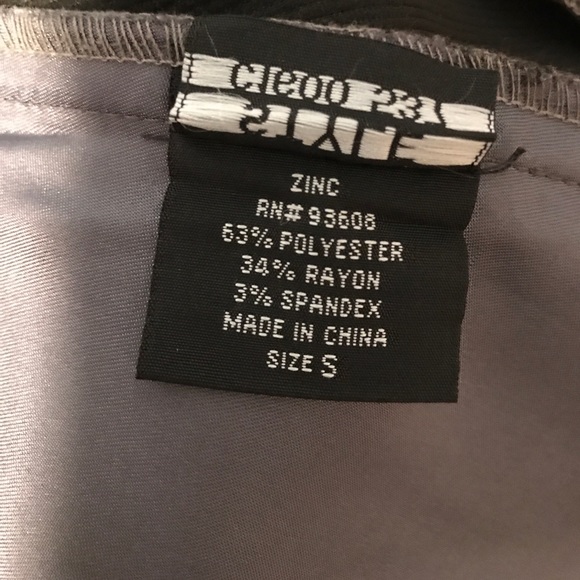 ZINC
RN# 93608
63% POLYESTER
34% RAYON
3% SPANDEX
MADE IN CHINA
SIZE S